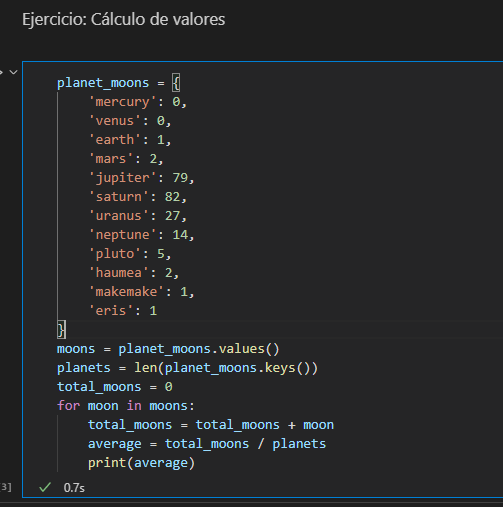 Ejercicio: Cálculo de valores
planet_moons = {
    'mercury': 0,
    'venus': 0,
    'earth': 1,
    'mars': 2,
    'jupiter': 79,
    'saturn': 82,
    'uranus': 27,
    'neptune': 14,
    'pluto': 5,
    'haumea': 2,
    'makemake': 1,
    'eris': 1
}
moons = planet_moons.values()
planets = len(planet_moons.keys())
total_moons = 0
for moon in moons:
    total_moons = total_moons + moon
    average = total_moons / planets
    print(average)
3] 0.7s